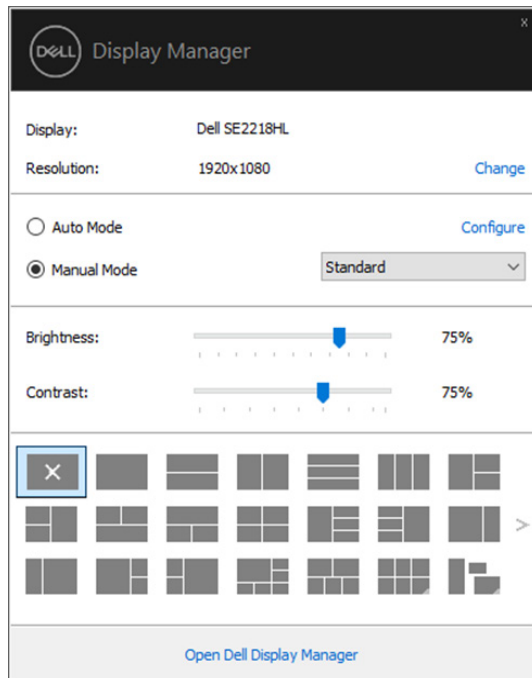 x
DELL Display Manager
Display: Dell SE2218HL
Resolution: 1920x1080 Change
Auto Mode Configure
Manual Mode Standard
Brightness: 75%
Contrast: 75%
Open Dell Display Manager